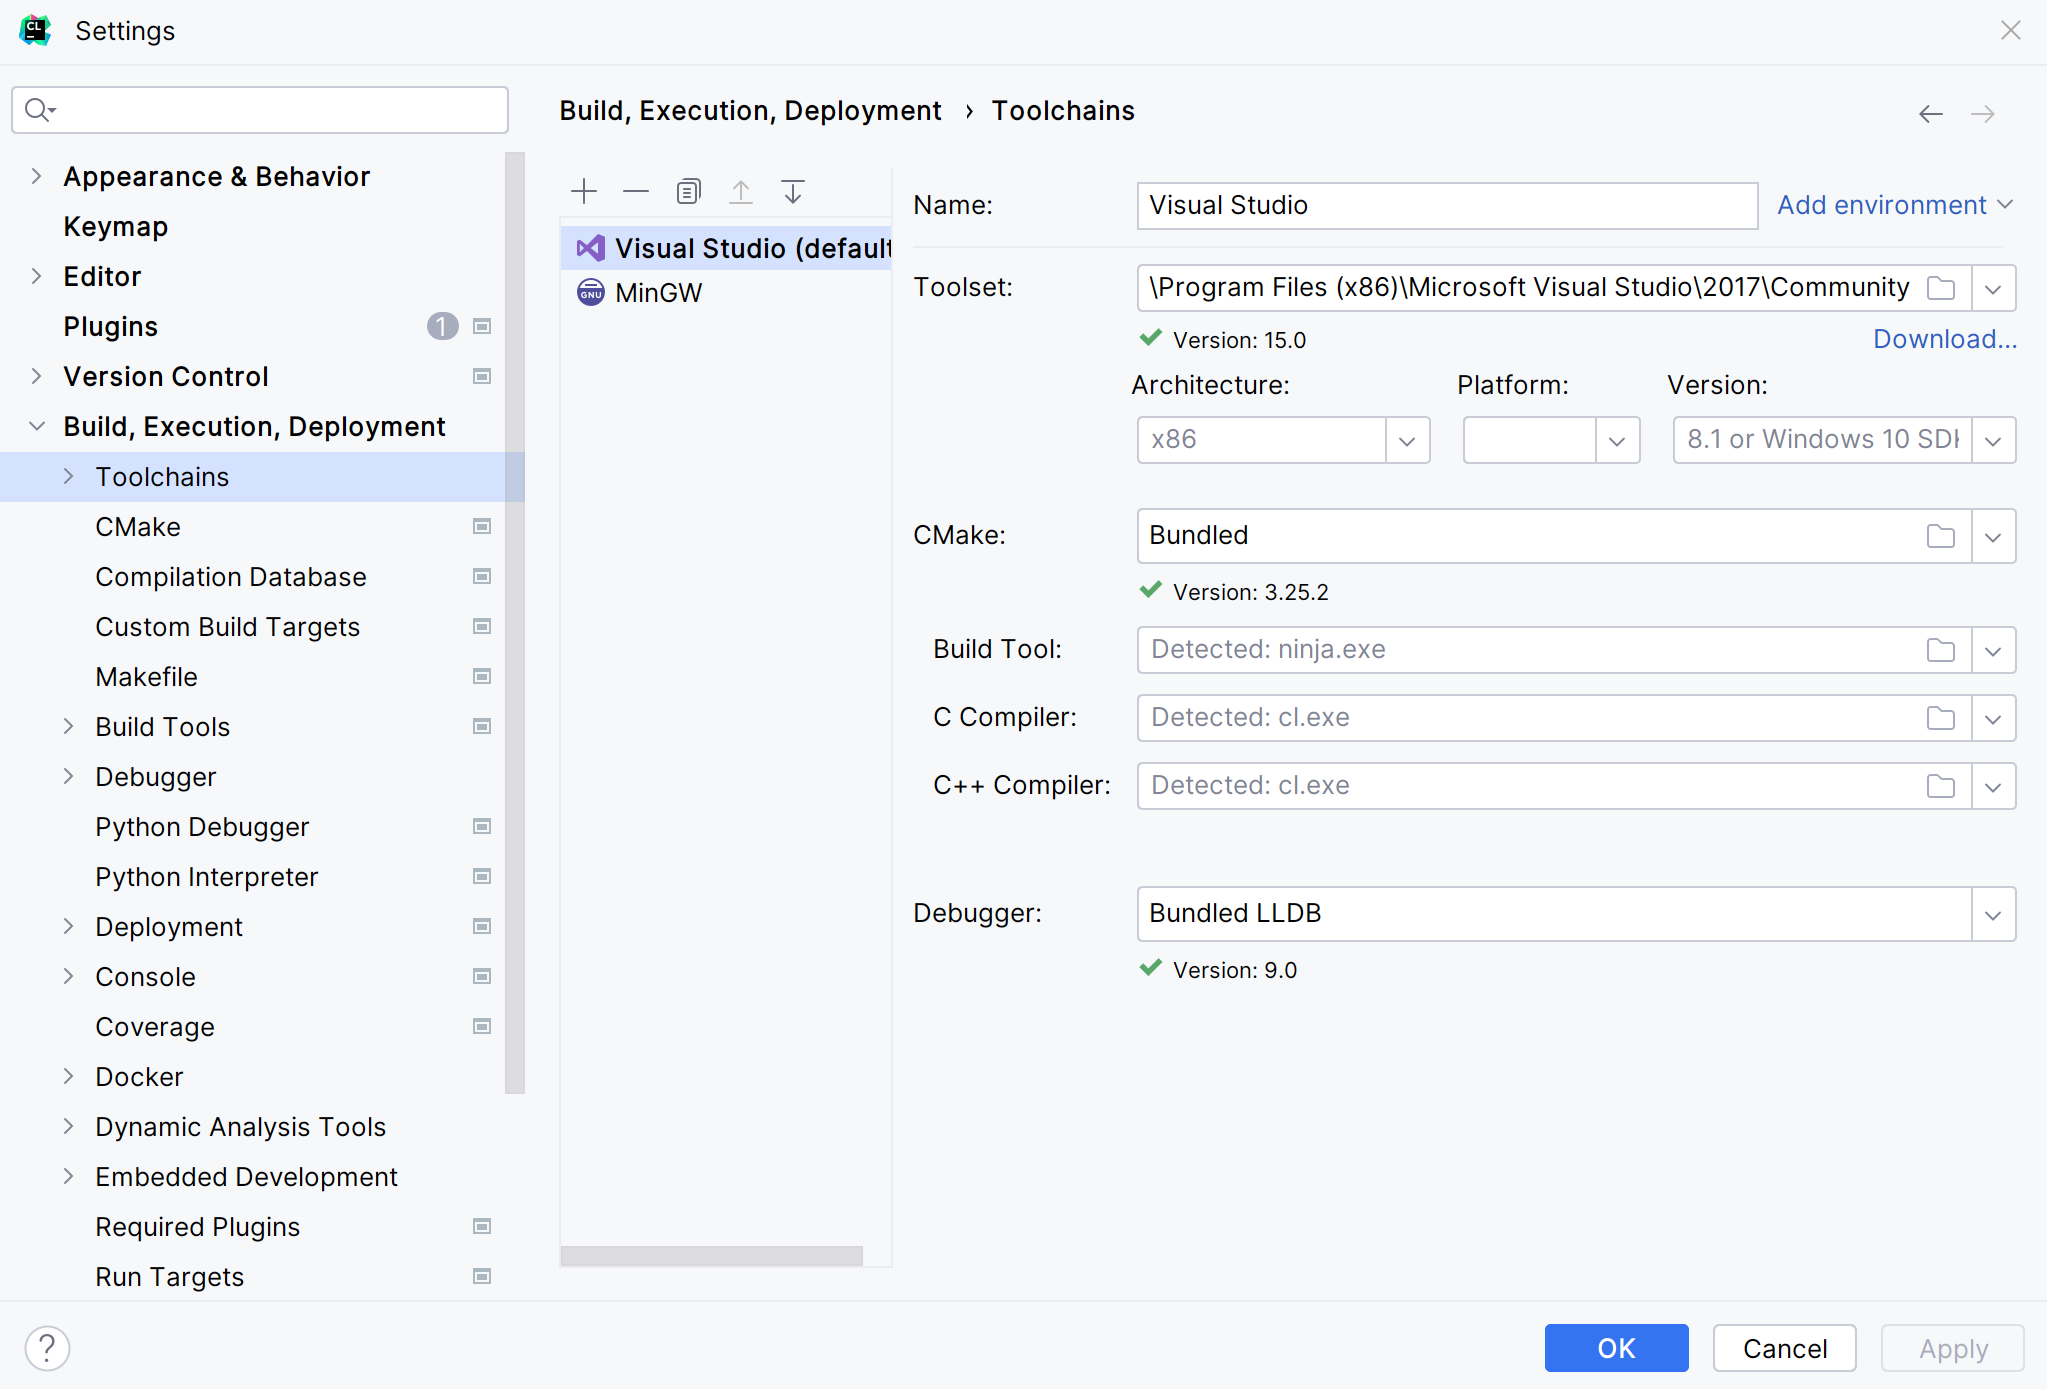 CL
Settings
Build, Execution, Deployment › Toolchains
Appearance & Behavior
Keymap
Editor
Plugins 1
Version Control
Build, Execution, Deployment
Toolchains
CMake
Compilation Database
Custom Build Targets
Makefile
Build Tools
Debugger
Python Debugger
Python Interpreter
Deployment
Console
Coverage
Docker
Dynamic Analysis Tools
Embedded Development
Required Plugins
Run Targets
Visual Studio (default
GNU MinGW
Name: Visual Studio Add environment
Toolset: \Program Files (x86)\Microsoft Visual Studio\2017\Community
Version: 15.0 Download...
Architecture: Platform: Version:
x86 8.1 or Windows 10 SDK
CMake: Bundled
Version: 3.25.2
Build Tool: Detected: ninja.exe
C Compiler: Detected: cl.exe
C++ Compiler: Detected: cl.exe
Debugger: Bundled LLDB
Version: 9.0
? OK Cancel Apply